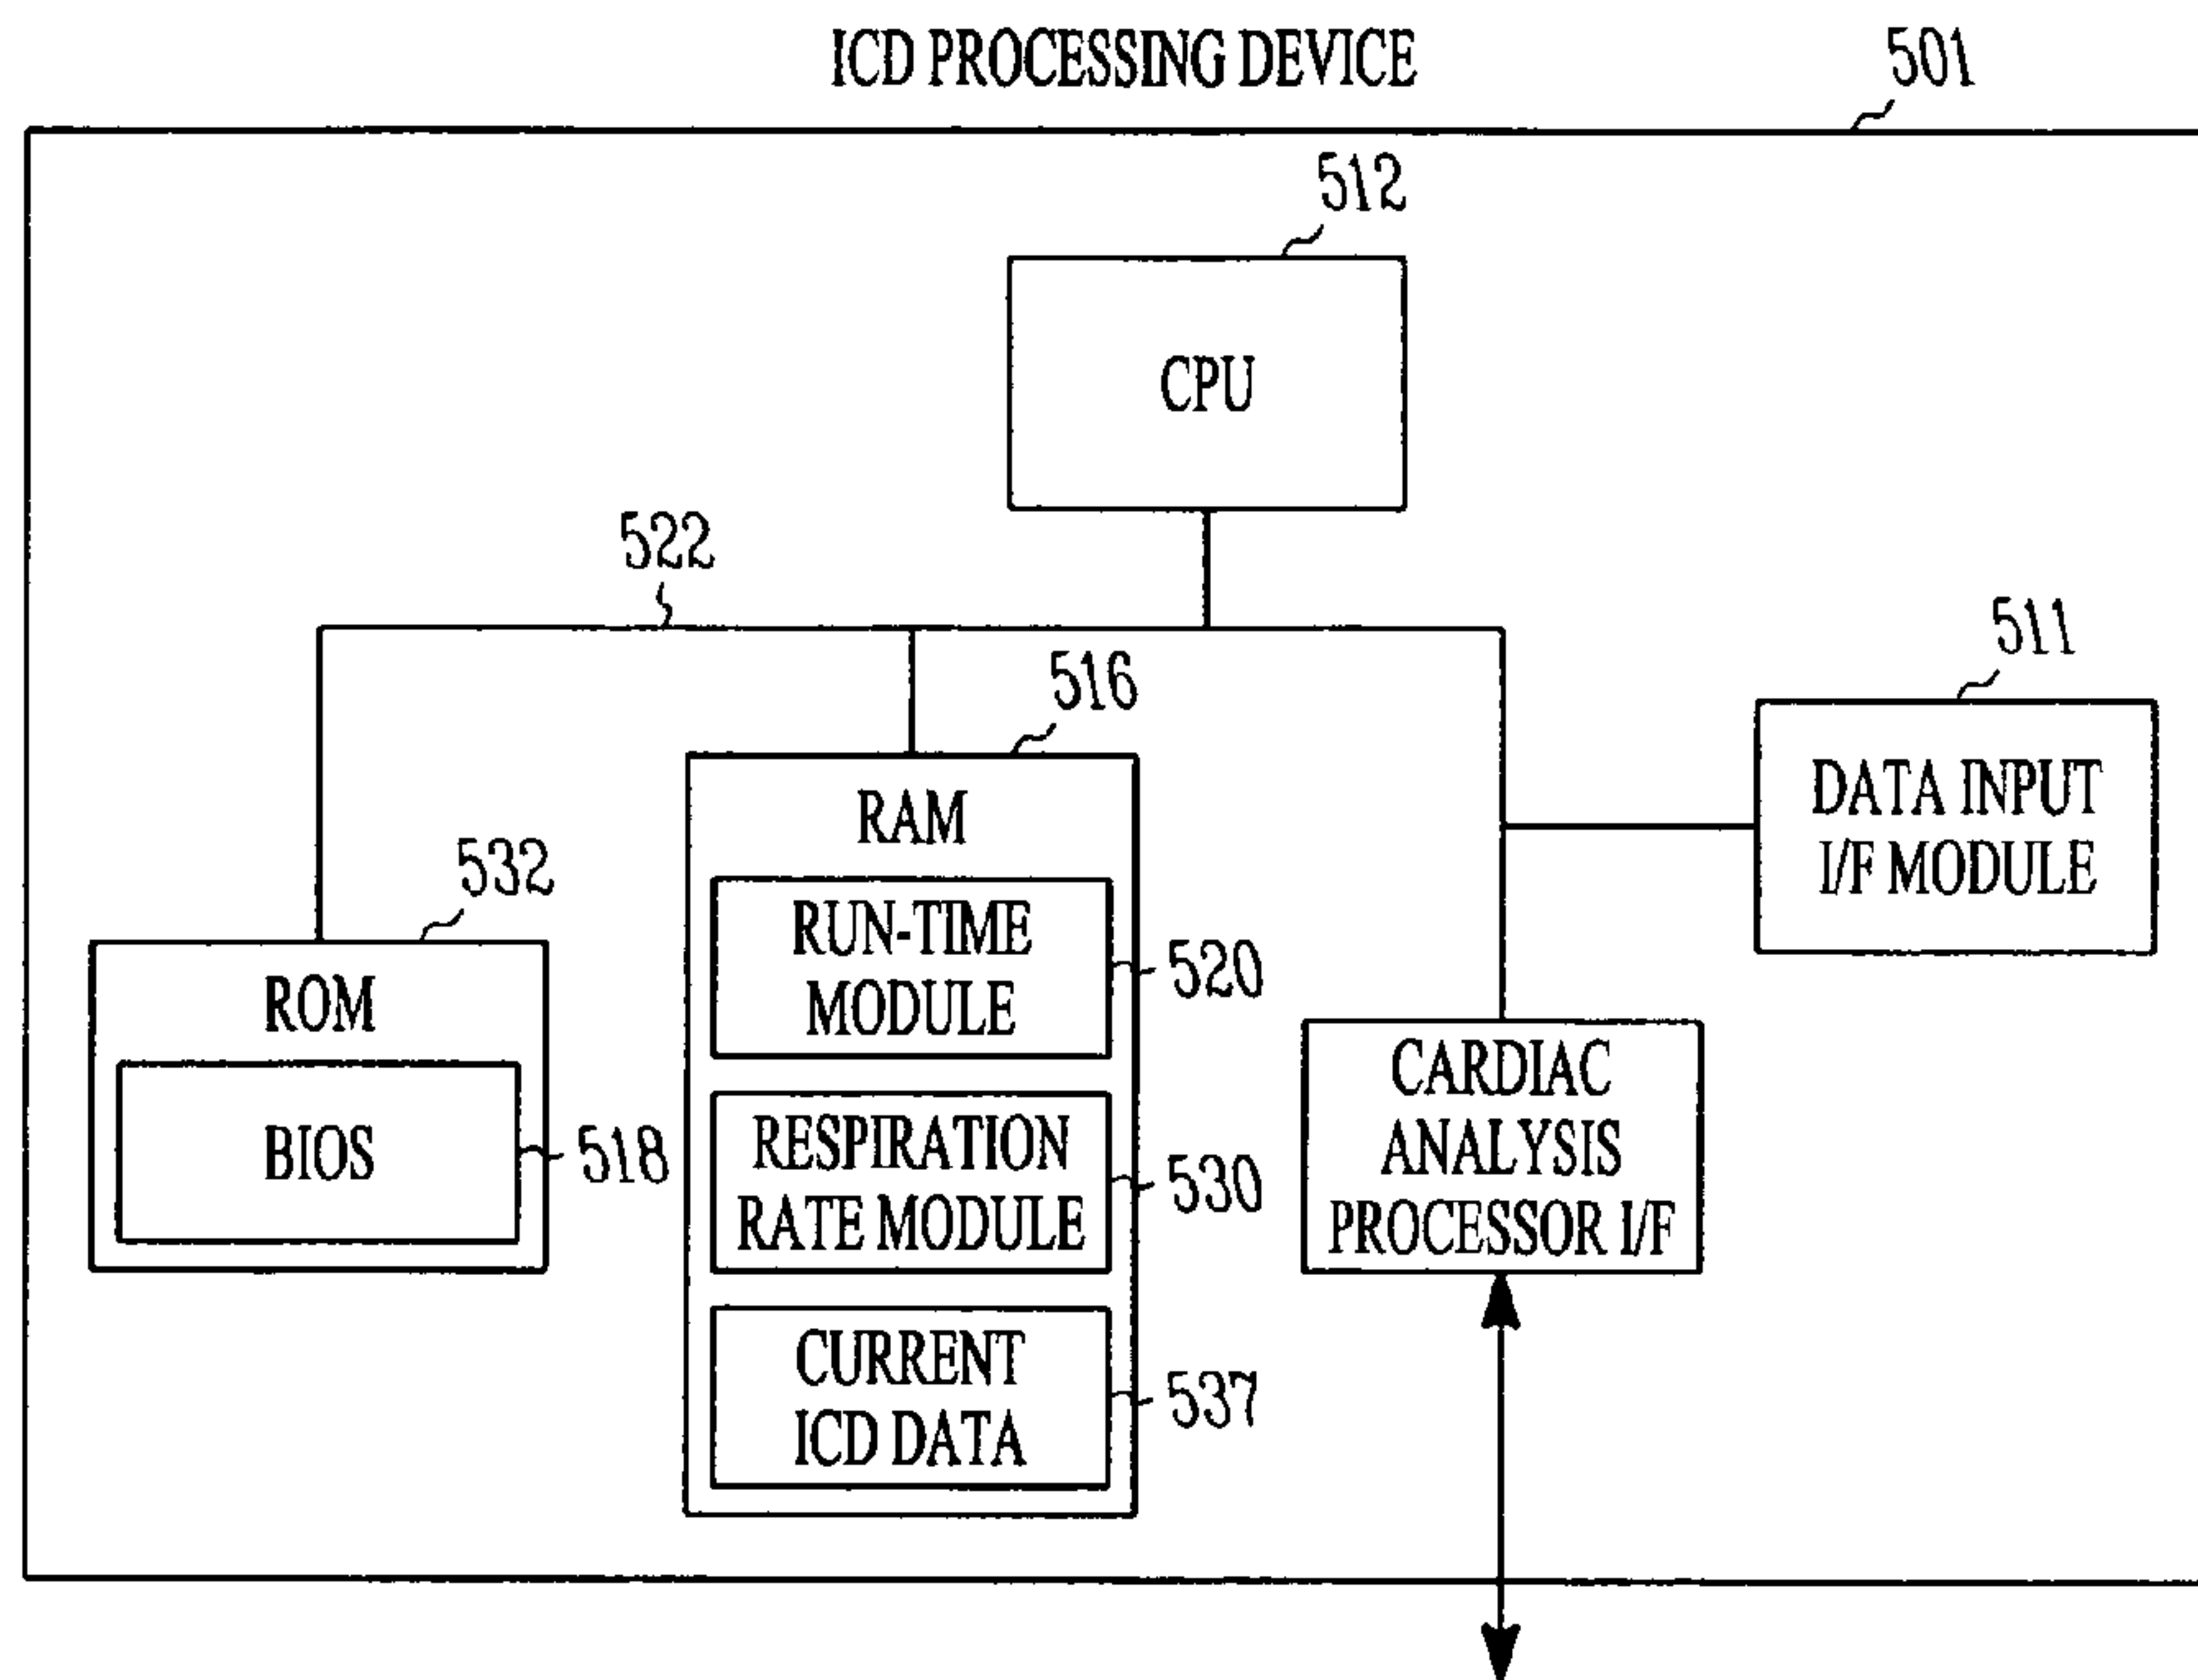 ICD PROCESSING DEVICE
501
512
CPU
522
511
516
DATA INPUT
I/F MODULE
RAM
532
RUN-TIME
MODULE
520
ROM
CARDIAC
ANALYSIS
PROCESSOR I/F
BIOS
518
RESPIRATION
RATE MODULE
530
CURRENT
ICD DATA
537